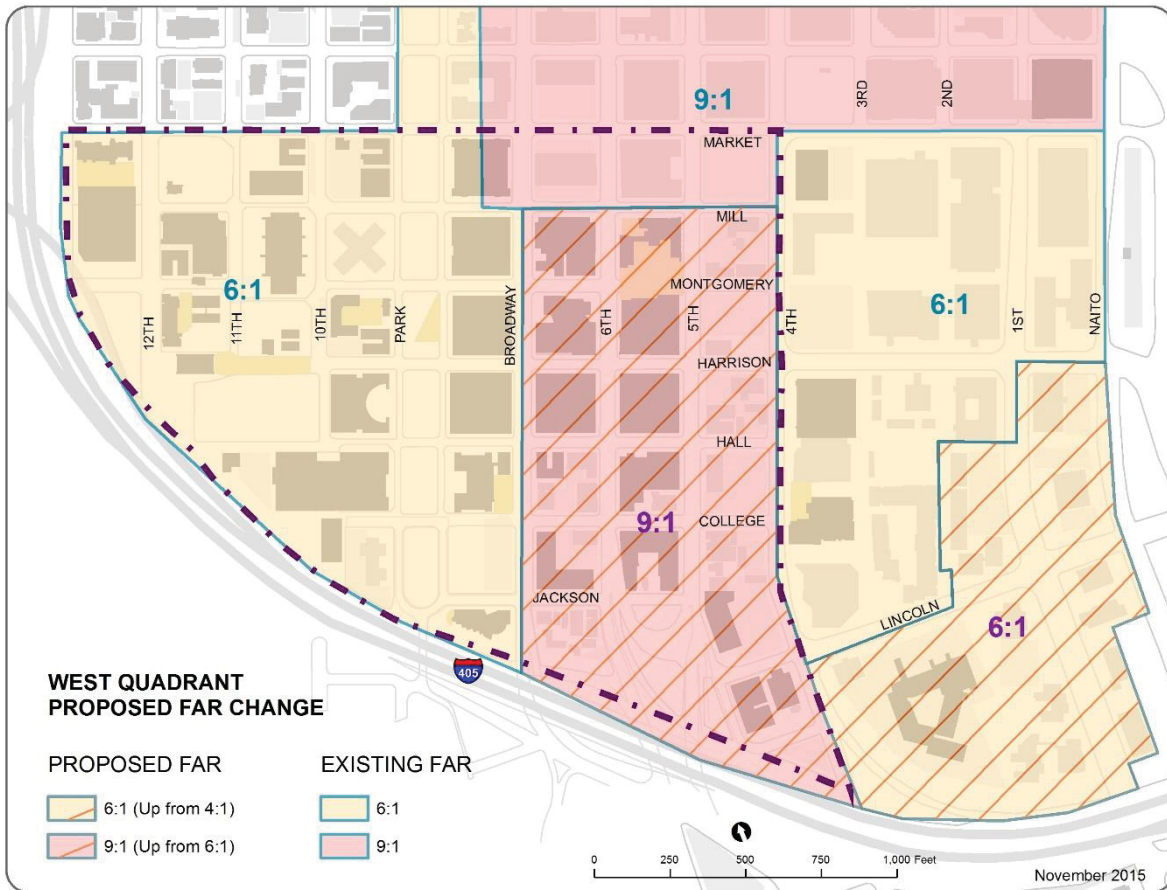 9:1
3RD
2ND
MARKET
MILL
MONTGOMERY
6:1
6:1
12TH
11TH
10TH
PARK
BROADWAY
6TH
5TH
4TH
1ST
NAITO
HARRISON
HALL
9:1
COLLEGE
JACKSON
LINCOLN
6:1
405
WEST QUADRANT
PROPOSED FAR CHANGE
PROPOSED FAR
6:1 (Up from 4:1)
9:1 (Up from 6:1)
EXISTING FAR
6:1
9:1
0 250 500 750 1,000 Feet
November 2015